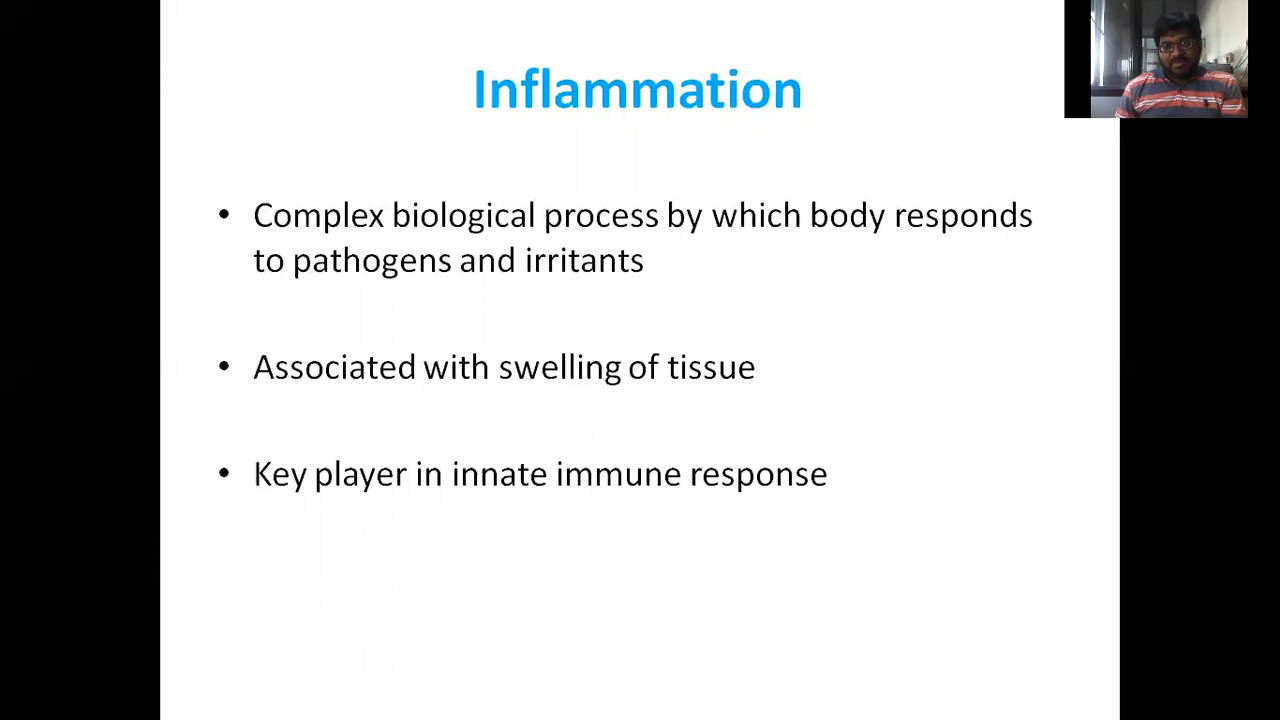 Inflammation
• Complex biological process by which body responds
to pathogens and irritants
• Associated with swelling of tissue
• Key player in innate immune response